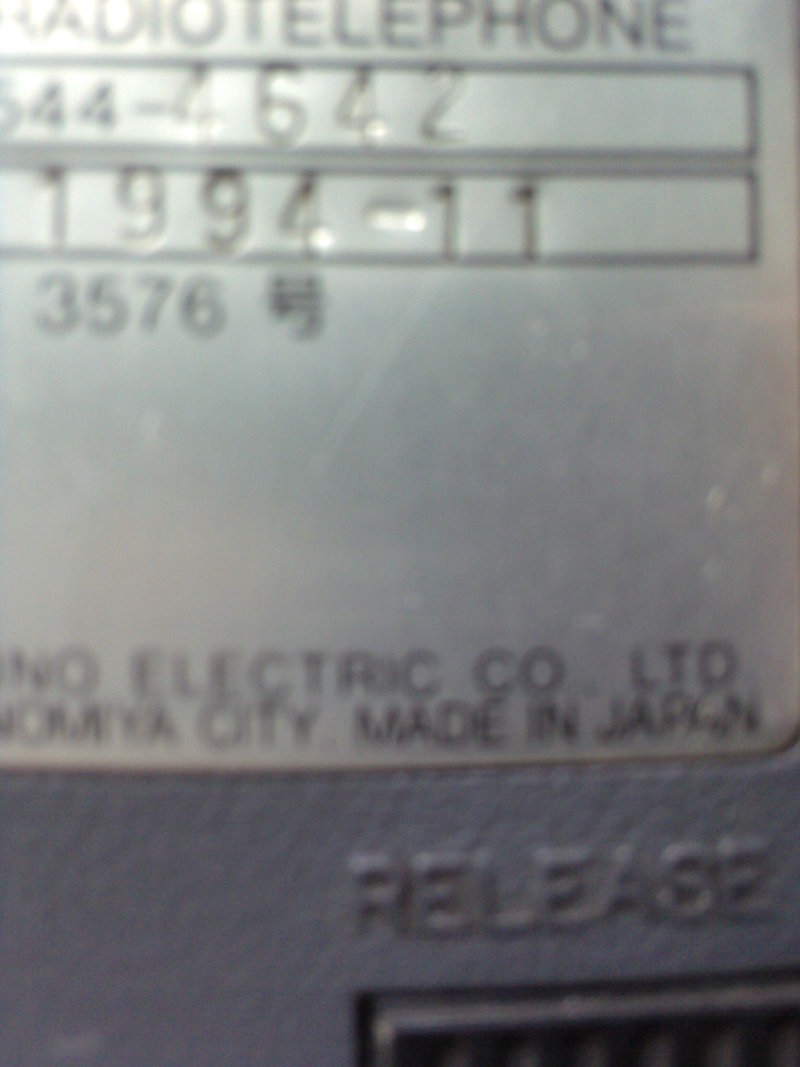 RADIOTELEPHONE
544-4642
1994-11
3576 号
ELECTRIC CO., LTD.
CITY. MADE IN JAPAN
RELEASE